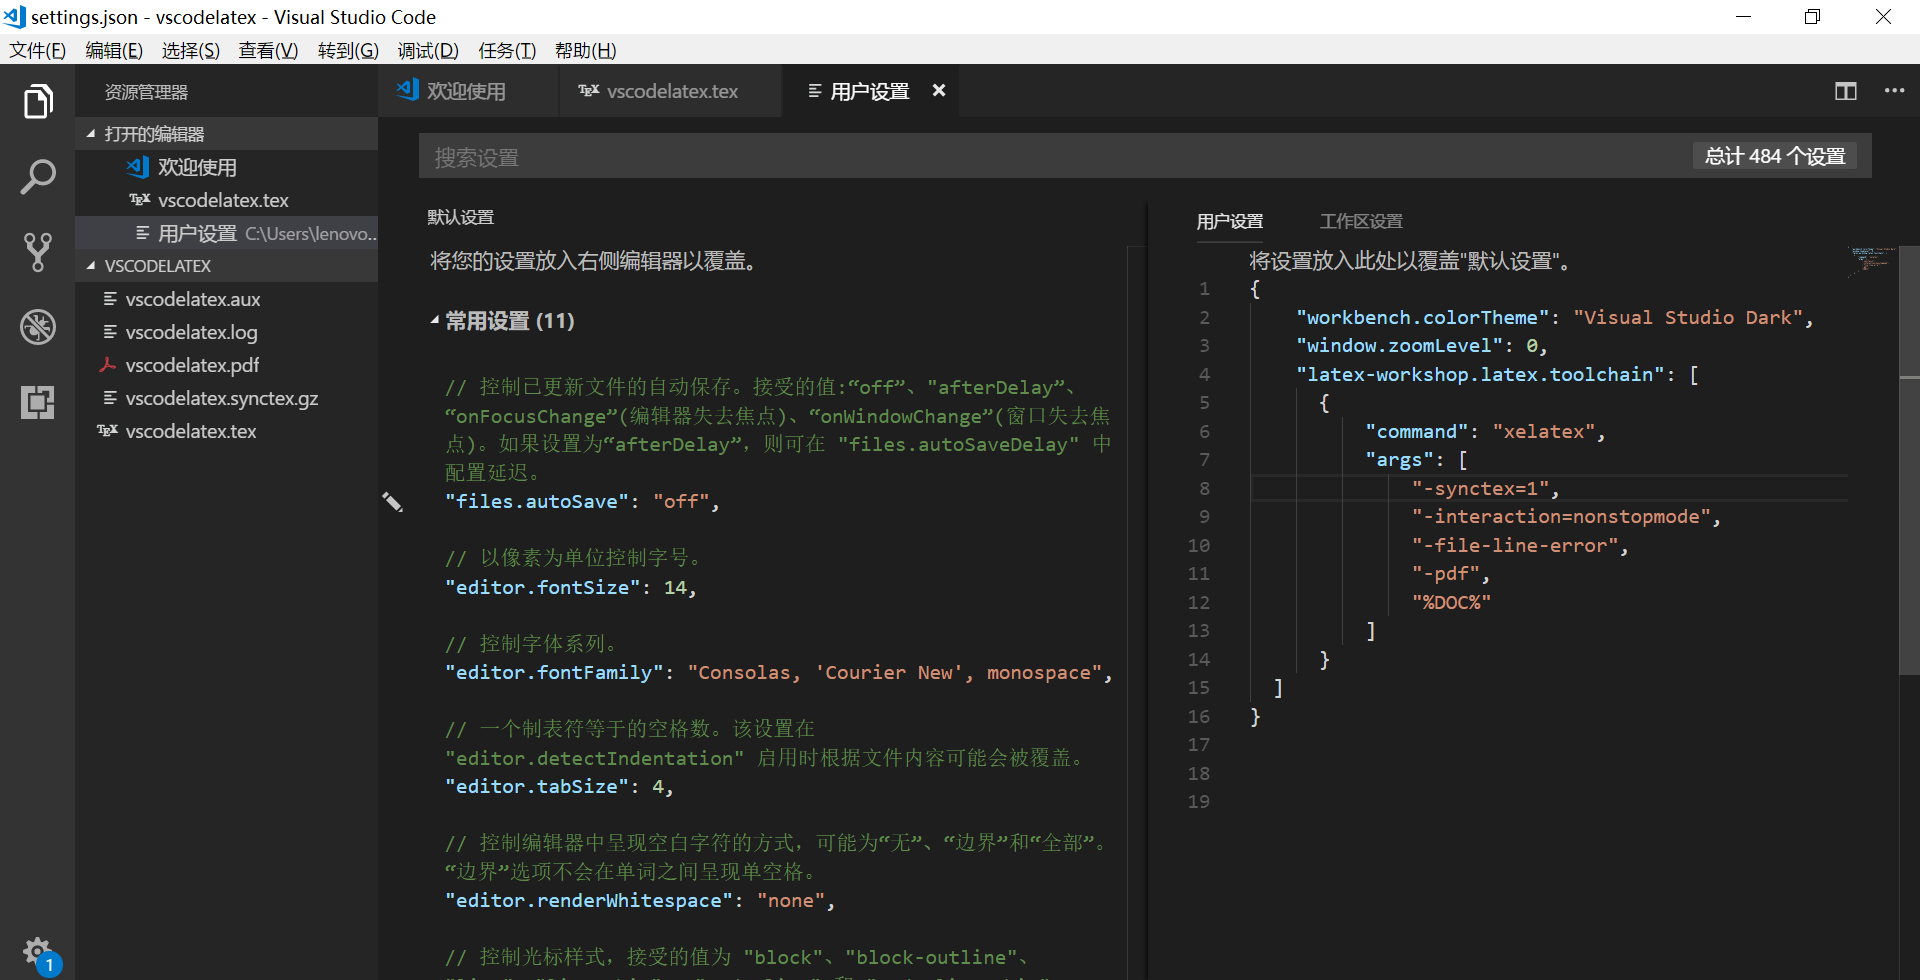 settings.json - vscodelatex - Visual Studio Code
文件(F) 编辑(E) 选择(S) 查看(V) 转到(G) 调试(D) 任务(T) 帮助(H)
资源管理器
打开的编辑器
欢迎使用
vscodelatex.tex
用户设置 C:\Users\lenovo...
VSCODELATEX
vscodelatex.aux
vscodelatex.log
vscodelatex.pdf
vscodelatex.synctex.gz
TEX vscodelatex.tex
1
欢迎使用
TEX vscodelatex.tex
用户设置
搜索设置
总计 484 个设置
默认设置
将您的设置放入右侧编辑器以覆盖。
常用设置 (11)
// 控制已更新文件的自动保存。接受的值:“off”、"afterDelay”、
“onFocusChange”(编辑器失去焦点)、“onWindowChange”(窗口失去焦
点)。如果设置为“afterDelay”，则可在 "files.autoSaveDelay" 中
配置延迟。
"files.autoSave": "off",
// 以像素为单位控制字号。
"editor.fontSize": 14,
// 控制字体系列。
"editor.fontFamily": "Consolas, 'Courier New', monospace",
// 一个制表符等于的空格数。该设置在
"editor.detectIndentation" 启用时根据文件内容可能会被覆盖。
"editor.tabSize": 4,
// 控制编辑器中呈现空白字符的方式，可能为“无”、“边界”和“全部”。
“边界”选项不会在单词之间呈现单空格。
"editor.renderWhitespace": "none",
// 控制光标样式，接受的值为 "block"、"block-outline"、
用户设置 工作区设置
将设置放入此处以覆盖"默认设置"。
1 {
2 "workbench.colorTheme": "Visual Studio Dark",
3 "window.zoomLevel": 0,
4 "latex-workshop.latex.toolchain": [
5 {
6 "command": "xelatex",
7 "args": [
8 "-synctex=1",
9 "-interaction=nonstopmode",
10 "-file-line-error",
11 "-pdf",
12 "%DOC%"
13 ]
14 }
15 ]
16 }
17
18
19